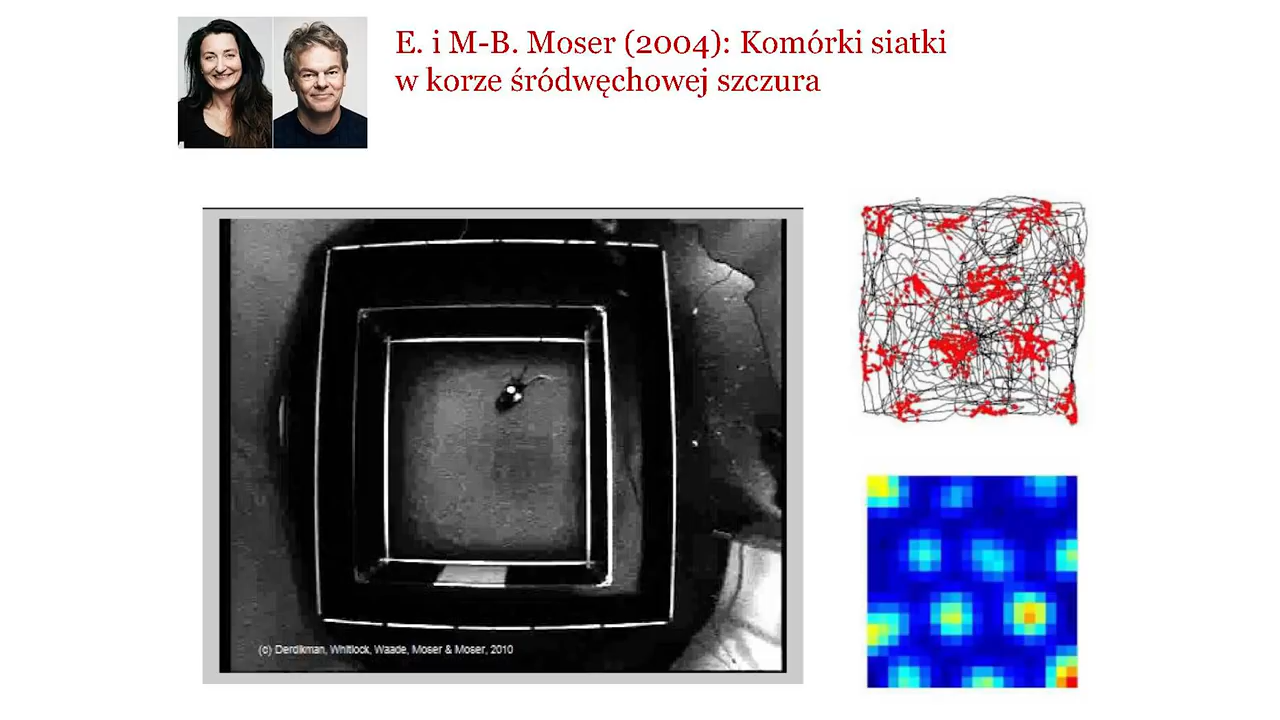 E. i M-B. Moser (2004): Komórki siatki
w korze śródwęchowej szczura
(c) Derdikman, Whitlock, Waade, Moser & Moser, 2010